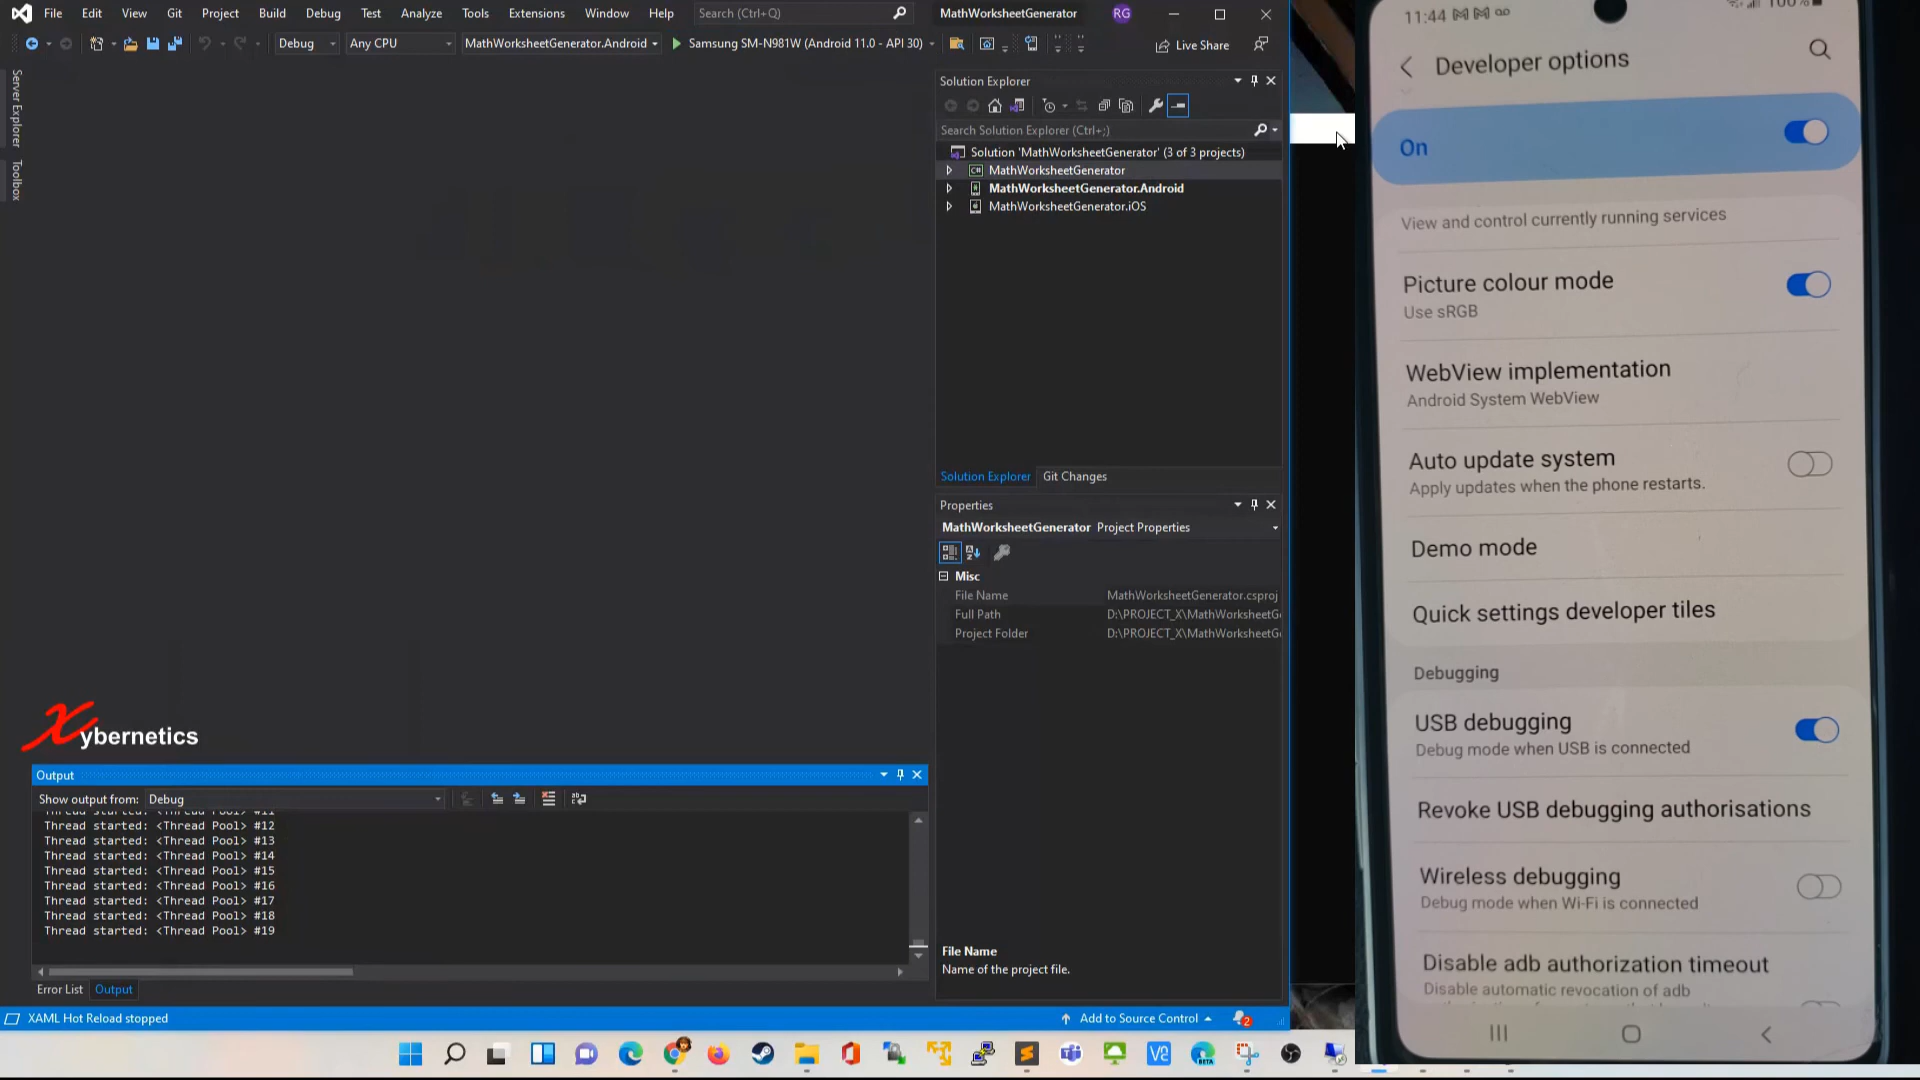 File Edit View Git Project Build Debug Test Analyze Tools Extensions Window Help Search (Ctrl+Q) MathWorksheetGenerator RG
Debug Any CPU MathWorksheetGenerator.Android Samsung SM-N981W (Android 11.0 - API 30) Live Share
Server Explorer
Toolbox
Solution Explorer
Search Solution Explorer (Ctrl+;)
Solution 'MathWorksheetGenerator' (3 of 3 projects)
MathWorksheetGenerator
MathWorksheetGenerator.Android
MathWorksheetGenerator.iOS
Solution Explorer Git Changes
Properties
MathWorksheetGenerator Project Properties
Misc
File Name MathWorksheetGenerator.csproj
Full Path D:\PROJECT_X\MathWorksheetG
Project Folder D:\PROJECT_X\MathWorksheetG
File Name
Name of the project file.
Xybernetics
Output
Show output from: Debug
Thread started: <Thread Pool> #11
Thread started: <Thread Pool> #12
Thread started: <Thread Pool> #13
Thread started: <Thread Pool> #14
Thread started: <Thread Pool> #15
Thread started: <Thread Pool> #16
Thread started: <Thread Pool> #17
Thread started: <Thread Pool> #18
Thread started: <Thread Pool> #19
Error List Output
XAML Hot Reload stopped Add to Source Control 2
11:44 100%
Developer options
On
View and control currently running services
Picture colour mode
Use sRGB
WebView implementation
Android System WebView
Auto update system
Apply updates when the phone restarts.
Demo mode
Quick settings developer tiles
Debugging
USB debugging
Debug mode when USB is connected
Revoke USB debugging authorisations
Wireless debugging
Debug mode when Wi-Fi is connected
Disable adb authorization timeout
Disable automatic revocation of adb